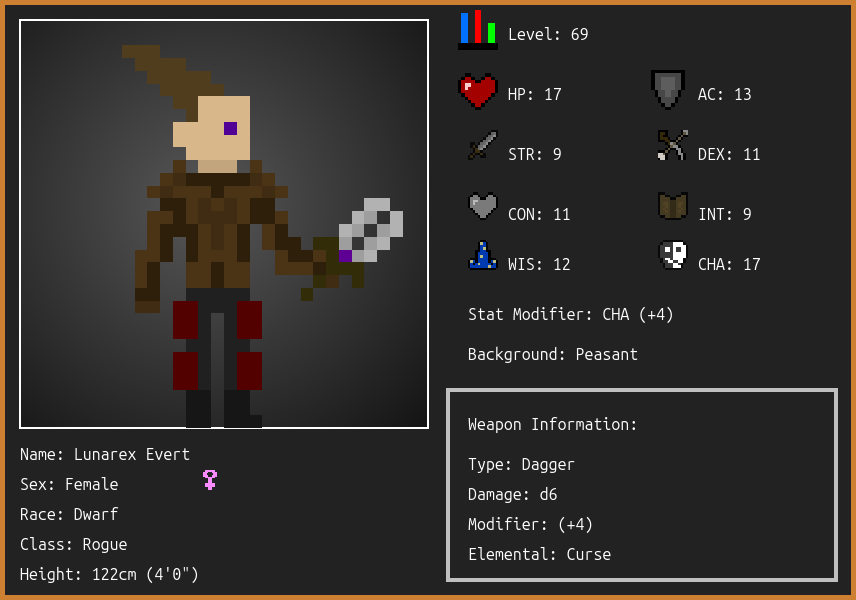 Level: 69
HP: 17
AC: 13
STR: 9
DEX: 11
CON: 11
INT: 9
WIS: 12
CHA: 17
Stat Modifier: CHA (+4)
Background: Peasant
Weapon Information:
Type: Dagger
Damage: d6
Modifier: (+4)
Elemental: Curse
Name: Lunarex Evert
Sex: Female
Race: Dwarf
Class: Rogue
Height: 122cm (4'0")